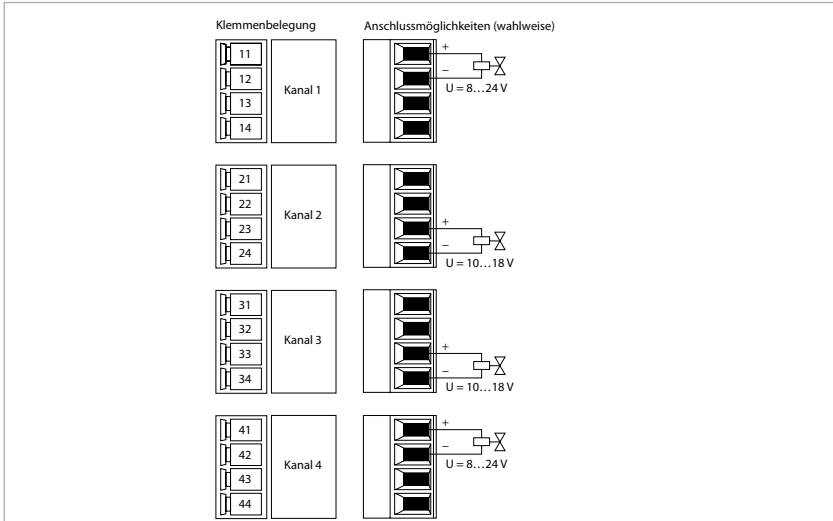 Klemmenbelegung Anschlussmöglichkeiten (wahlweise)
11
12
13
14
Kanal 1
+
–
U = 8…24 V
21
22
23
24
Kanal 2
+
–
U = 10…18 V
31
32
33
34
Kanal 3
+
–
U = 10…18 V
41
42
43
44
Kanal 4
+
–
U = 8…24 V